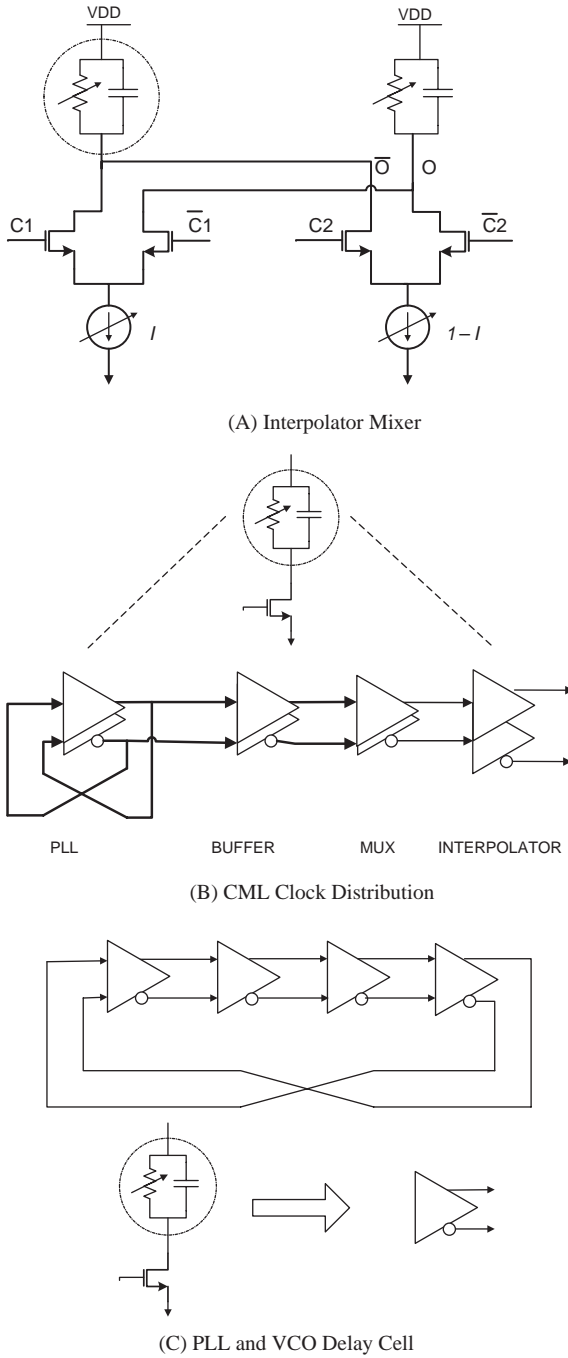 VDD VDD
O̅ O
C1 C̅1̅ C2 C̅2̅
I 1 – I
(A) Interpolator Mixer
PLL BUFFER MUX INTERPOLATOR
(B) CML Clock Distribution
(C) PLL and VCO Delay Cell